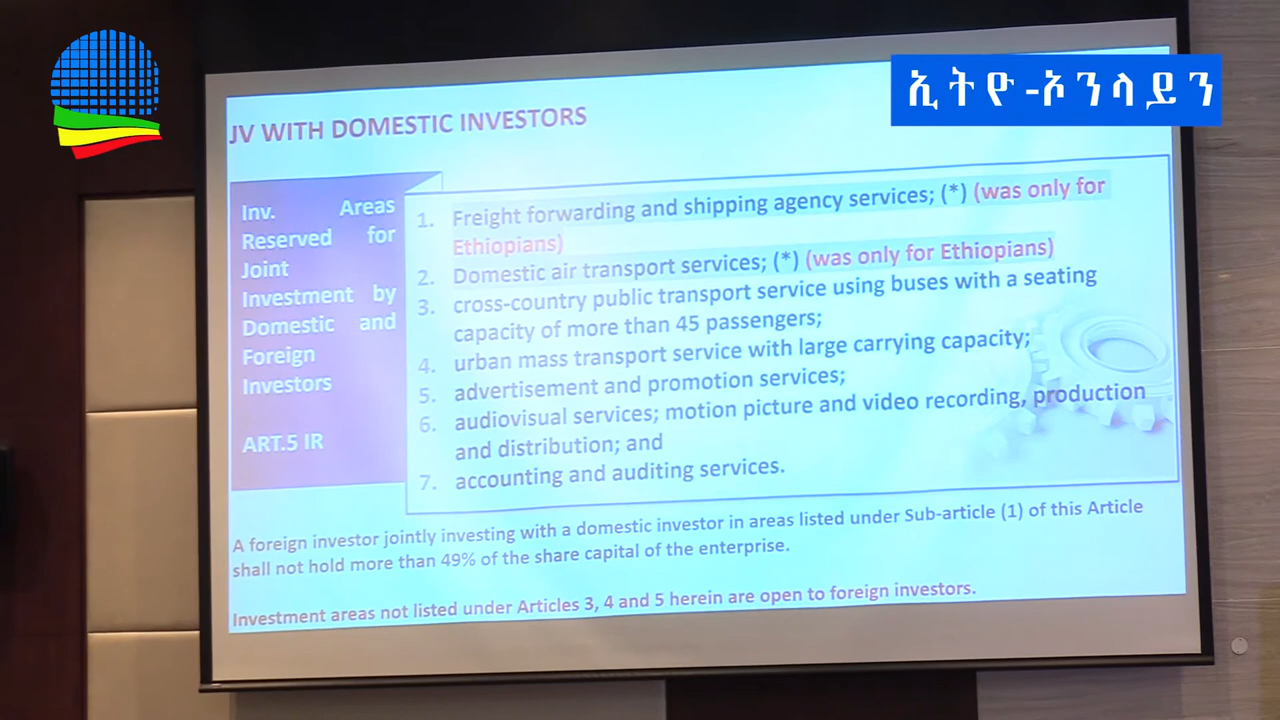 ኢትዮ-ኦንላይን
JV WITH DOMESTIC INVESTORS
Inv. Areas
Reserved for
Joint
Investment by
Domestic and
Foreign
Investors
ART.5 IR
1. Freight forwarding and shipping agency services; (*) (was only for
Ethiopians)
2. Domestic air transport services; (*) (was only for Ethiopians)
3. cross-country public transport service using buses with a seating
capacity of more than 45 passengers;
4. urban mass transport service with large carrying capacity;
5. advertisement and promotion services;
6. audiovisual services; motion picture and video recording, production
and distribution; and
7. accounting and auditing services.
A foreign investor jointly investing with a domestic investor in areas listed under Sub-article (1) of this Article
shall not hold more than 49% of the share capital of the enterprise.
Investment areas not listed under Articles 3, 4 and 5 herein are open to foreign investors.